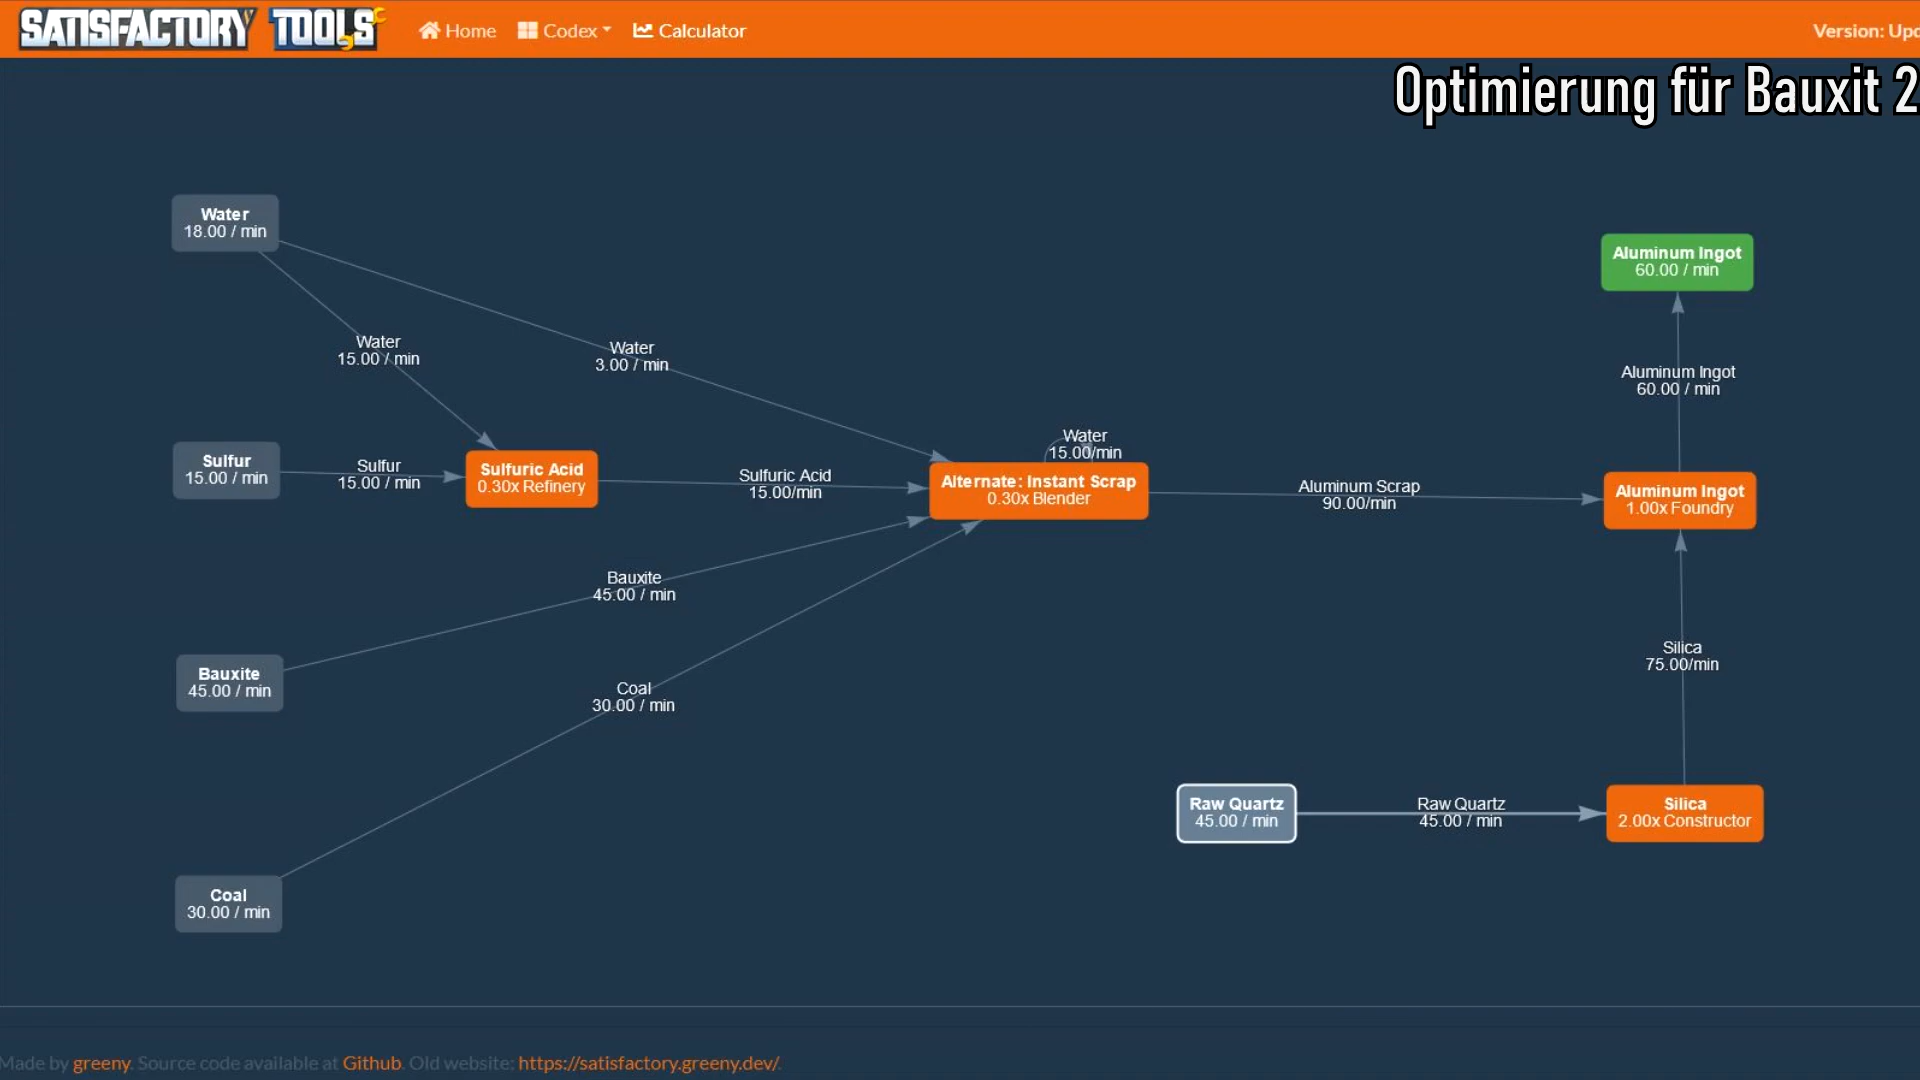 SATISFACTORY TOOLS
Home
Codex
Calculator
Version: Upd
Optimierung für Bauxit 2
Water
18.00 / min
Water
15.00 / min
Water
3.00 / min
Sulfur
15.00 / min
Sulfur
15.00 / min
Sulfuric Acid
0.30x Refinery
Sulfuric Acid
15.00/min
Water
15.00/min
Alternate: Instant Scrap
0.30x Blender
Aluminum Scrap
90.00/min
Aluminum Ingot
60.00 / min
Aluminum Ingot
60.00 / min
Aluminum Ingot
1.00x Foundry
Bauxite
45.00 / min
Bauxite
45.00 / min
Coal
30.00 / min
Silica
75.00/min
Raw Quartz
45.00 / min
Raw Quartz
45.00 / min
Silica
2.00x Constructor
Coal
30.00 / min
Made by greeny. Source code available at Github. Old website: https://satisfactory.greeny.dev/.